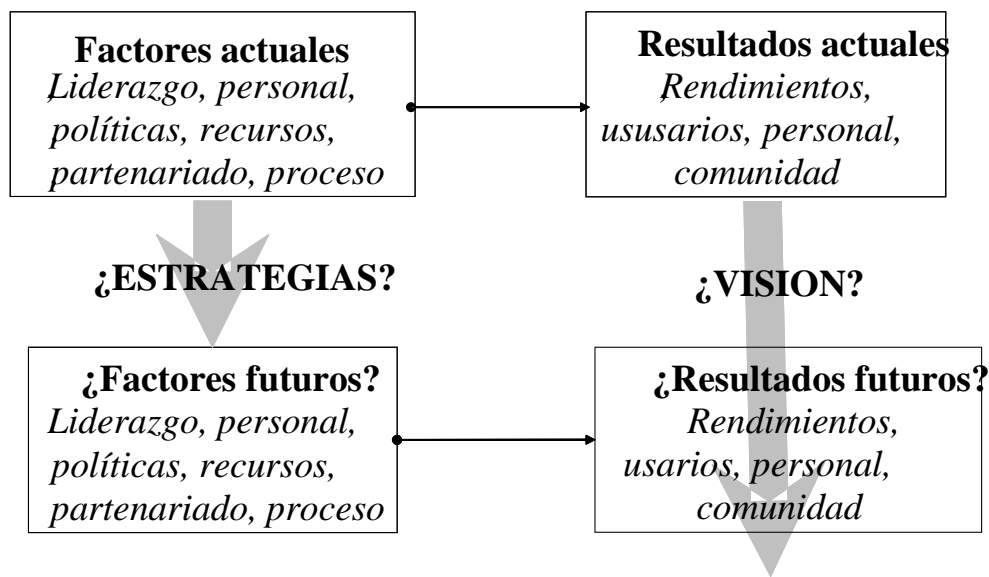 Factores actuales
Liderazgo, personal,
políticas, recursos,
partenariado, proceso
Resultados actuales
Rendimientos,
ususarios, personal,
comunidad
¿ESTRATEGIAS?
¿VISION?
¿Factores futuros?
Liderazgo, personal,
políticas, recursos,
partenariado, proceso
¿Resultados futuros?
Rendimientos,
usarios, personal,
comunidad